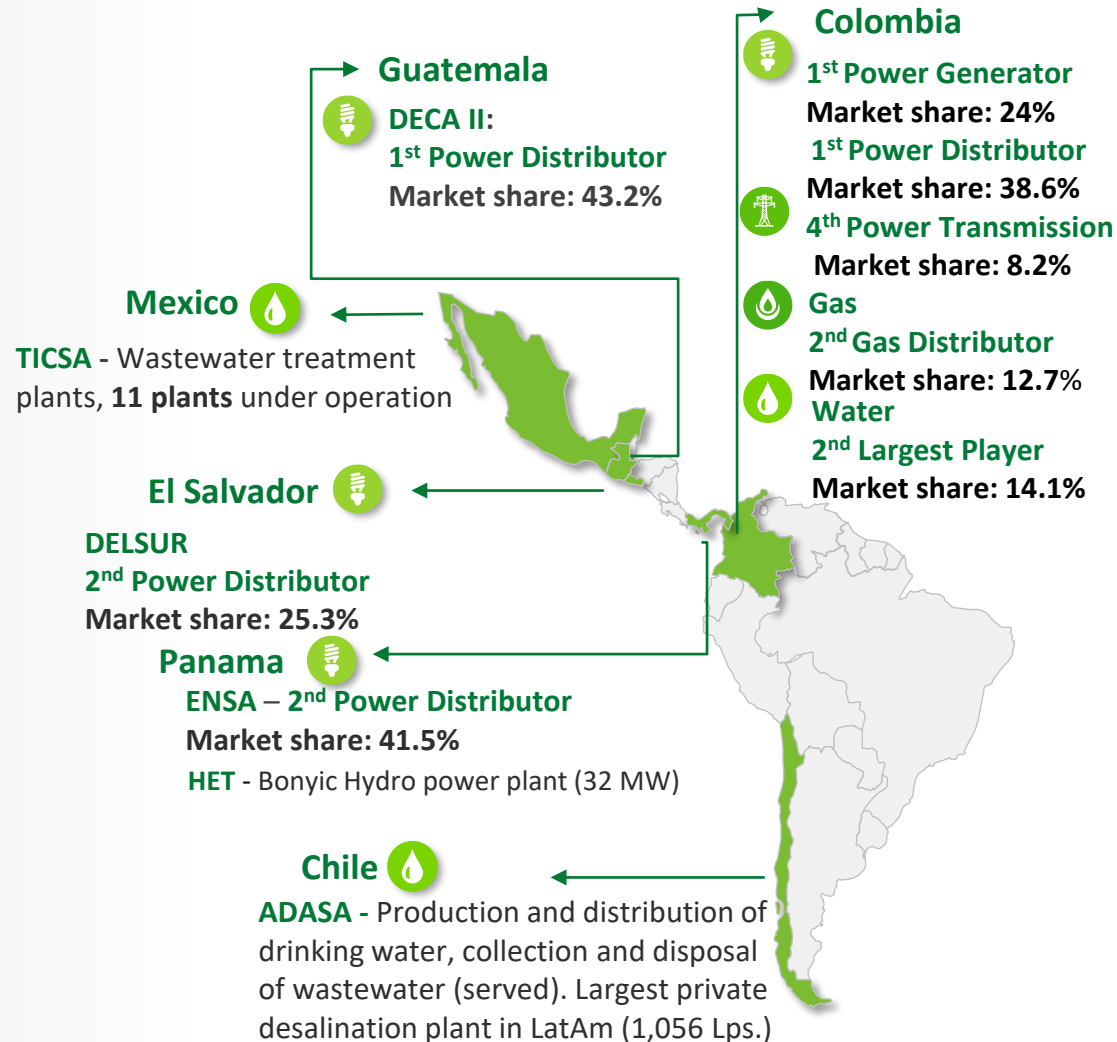 Guatemala
DECA II:
1st Power Distributor
Market share: 43.2%
Colombia
1st Power Generator
Market share: 24%
1st Power Distributor
Market share: 38.6%
4th Power Transmission
Market share: 8.2%
Gas
2nd Gas Distributor
Market share: 12.7%
Water
2nd Largest Player
Market share: 14.1%
Mexico
TICSA - Wastewater treatment
plants, 11 plants under operation
El Salvador
DELSUR
2nd Power Distributor
Market share: 25.3%
Panama
ENSA – 2nd Power Distributor
Market share: 41.5%
HET - Bonyic Hydro power plant (32 MW)
Chile
ADASA - Production and distribution of
drinking water, collection and disposal
of wastewater (served). Largest private
desalination plant in LatAm (1,056 Lps.)